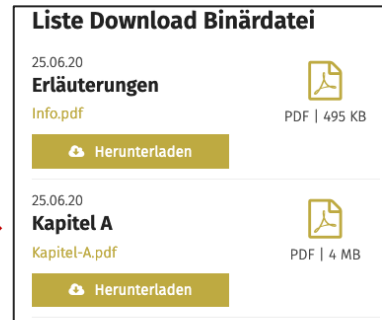 Liste Download Binärdatei
25.06.20
Erläuterungen
Info.pdf
PDF | 495 KB
Herunterladen
25.06.20
Kapitel A
Kapitel-A.pdf
PDF | 4 MB
Herunterladen